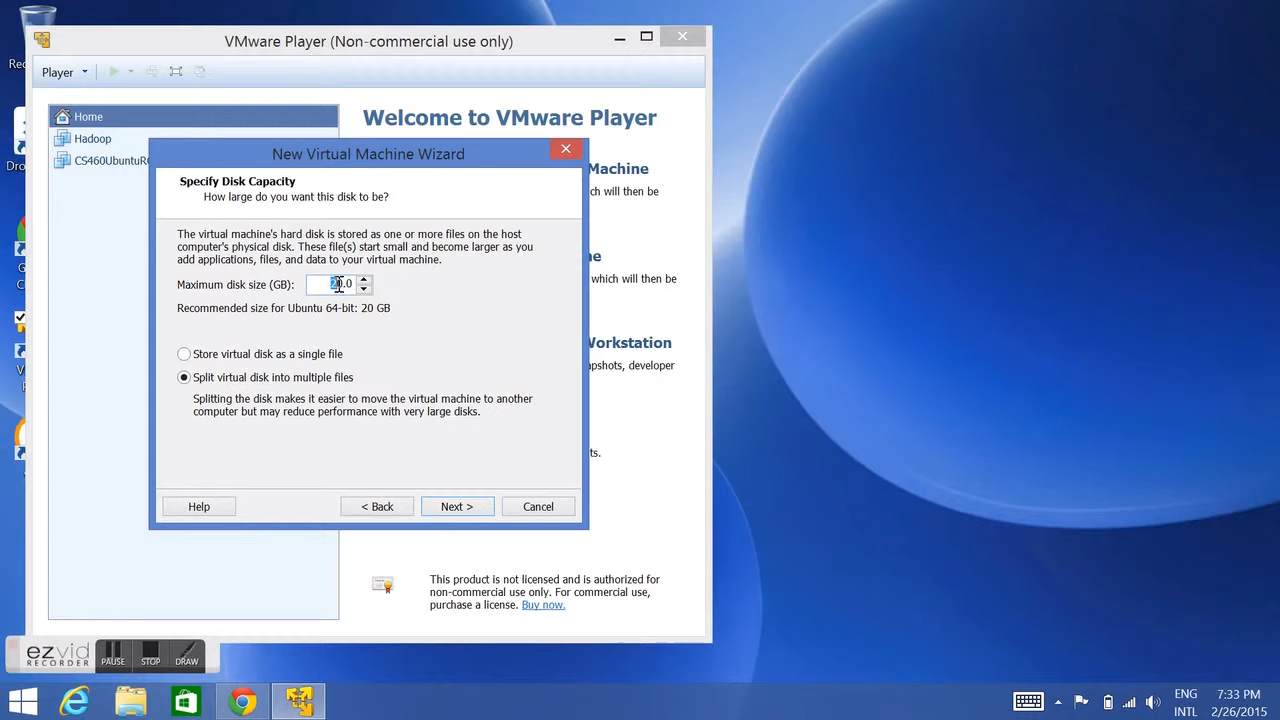 VMware Player (Non-commercial use only)
Player
Home
Hadoop
Welcome to VMware Player
New Virtual Machine Wizard
Machine
ich will then be
Specify Disk Capacity
How large do you want this disk to be?
The virtual machine's hard disk is stored as one or more files on the host
computer's physical disk. These file(s) start small and become larger as you
add applications, files, and data to your virtual machine.
which will then be
Maximum disk size (GB):
20.0
Recommended size for Ubuntu 64-bit: 20 GB
Store virtual disk as a single file
Split virtual disk into multiple files
Splitting the disk makes it easier to move the virtual machine to another
computer but may reduce performance with very large disks.
Workstation
pshots, developer
ts.
Help
< Back
Next >
Cancel
This product is not licensed and is authorized for
non-commercial use only. For commercial use,
purchase a license. Buy now.
ezvid
RECORDER
PAUSE
STOP
DRAW
ENG
INTL
7:33 PM
2/26/2015